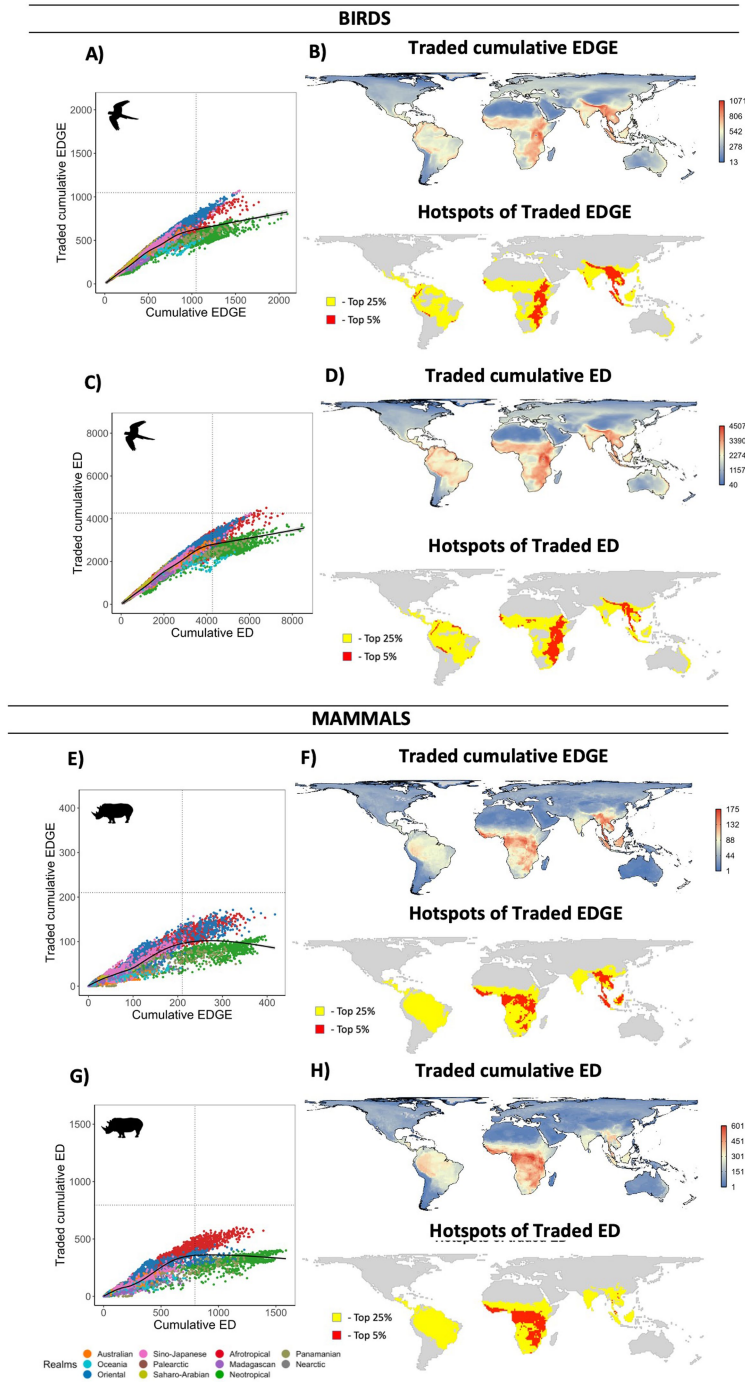 BIRDS
A)
Traded cumulative EDGE
2000
1500
1000
500
0
0 500 1000 1500 2000
Cumulative EDGE
B)
Traded cumulative EDGE
1071
806
542
278
13
Hotspots of Traded EDGE
- Top 25%
- Top 5%
C)
Traded cumulative ED
8000
6000
4000
2000
0
0 2000 4000 6000 8000
Cumulative ED
D)
Traded cumulative ED
4507
3390
2274
1157
40
Hotspots of Traded ED
- Top 25%
- Top 5%
MAMMALS
E)
Traded cumulative EDGE
400
300
200
100
0
0 100 200 300 400
Cumulative EDGE
F)
Traded cumulative EDGE
175
132
88
44
1
Hotspots of Traded EDGE
- Top 25%
- Top 5%
G)
Traded cumulative ED
1500
1000
500
0
0 500 1000 1500
Cumulative ED
H)
Traded cumulative ED
601
451
301
151
1
Hotspots of Traded ED
- Top 25%
- Top 5%
Realms
Australian Sino-Japanese Afrotropical Panamanian
Oceania Palearctic Madagascan Nearctic
Oriental Saharo-Arabian Neotropical